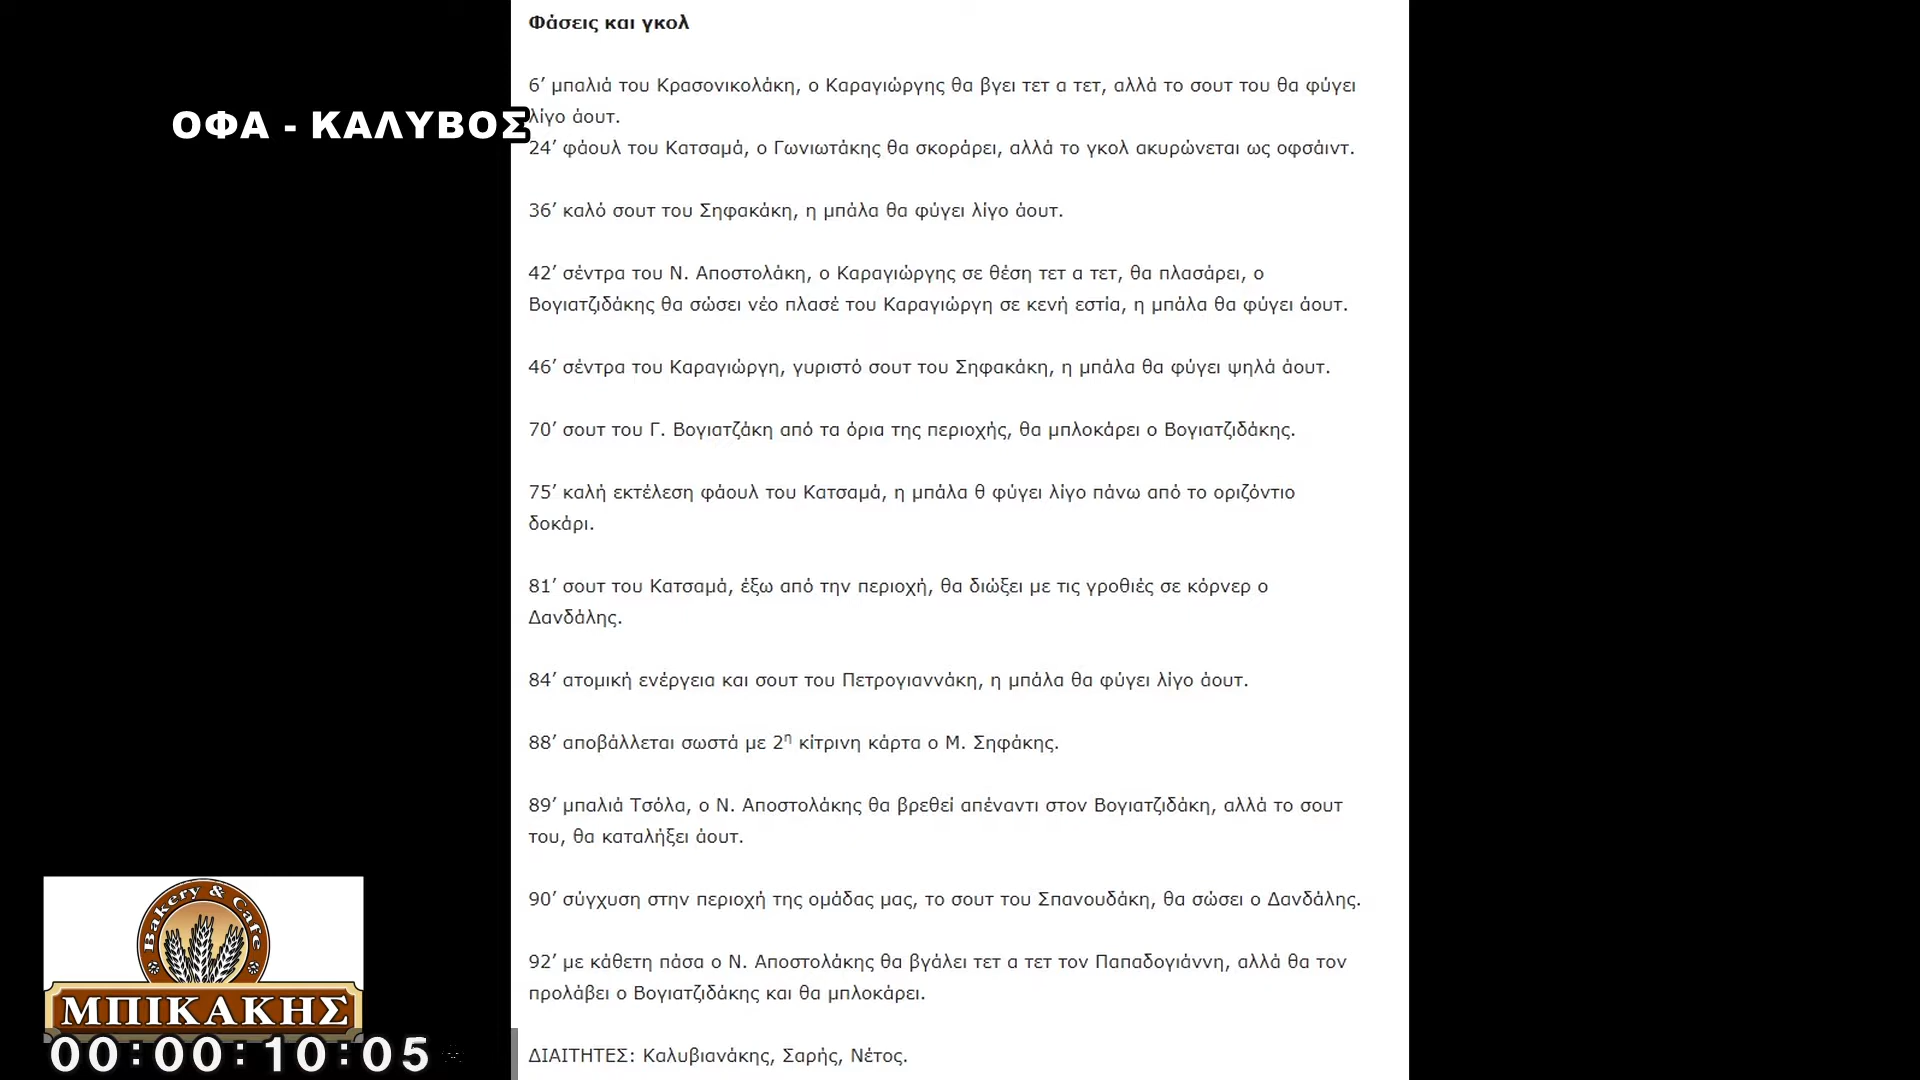 Φάσεις και γκολ
6’ μπαλιά του Κρασονικολάκη, ο Καραγιώργης θα βγει τετ α τετ, αλλά το σουτ του θα φύγει
λίγο άουτ.
ΟΦΑ - ΚΑΛΥΒΟΣ
24’ φάουλ του Κατσαμά, ο Γωνιωτάκης θα σκοράρει, αλλά το γκολ ακυρώνεται ως οφσάιντ.
36’ καλό σουτ του Σηφακάκη, η μπάλα θα φύγει λίγο άουτ.
42’ σέντρα του Ν. Αποστολάκη, ο Καραγιώργης σε θέση τετ α τετ, θα πλασάρει, ο
Βογιατζιδάκης θα σώσει νέο πλασέ του Καραγιώργη σε κενή εστία, η μπάλα θα φύγει άουτ.
46’ σέντρα του Καραγιώργη, γυριστό σουτ του Σηφακάκη, η μπάλα θα φύγει ψηλά άουτ.
70’ σουτ του Γ. Βογιατζάκη από τα όρια της περιοχής, θα μπλοκάρει ο Βογιατζιδάκης.
75’ καλή εκτέλεση φάουλ του Κατσαμά, η μπάλα θ φύγει λίγο πάνω από το οριζόντιο
δοκάρι.
81’ σουτ του Κατσαμά, έξω από την περιοχή, θα διώξει με τις γροθιές σε κόρνερ ο
Δανδάλης.
84’ ατομική ενέργεια και σουτ του Πετρογιαννάκη, η μπάλα θα φύγει λίγο άουτ.
88’ αποβάλλεται σωστά με 2η κίτρινη κάρτα ο Μ. Σηφάκης.
89’ μπαλιά Τσόλα, ο Ν. Αποστολάκης θα βρεθεί απέναντι στον Βογιατζιδάκη, αλλά το σουτ
του, θα καταλήξει άουτ.
90’ σύγχυση στην περιοχή της ομάδας μας, το σουτ του Σπανουδάκη, θα σώσει ο Δανδάλης.
92’ με κάθετη πάσα ο Ν. Αποστολάκης θα βγάλει τετ α τετ τον Παπαδογιάννη, αλλά θα τον
προλάβει ο Βογιατζιδάκης και θα μπλοκάρει.
ΔΙΑΙΤΗΤΕΣ: Καλυβιανάκης, Σαρής, Νέτος.
Bakery & Cafe
ΜΠΙΚΑΚΗΣ
00:00:10:05